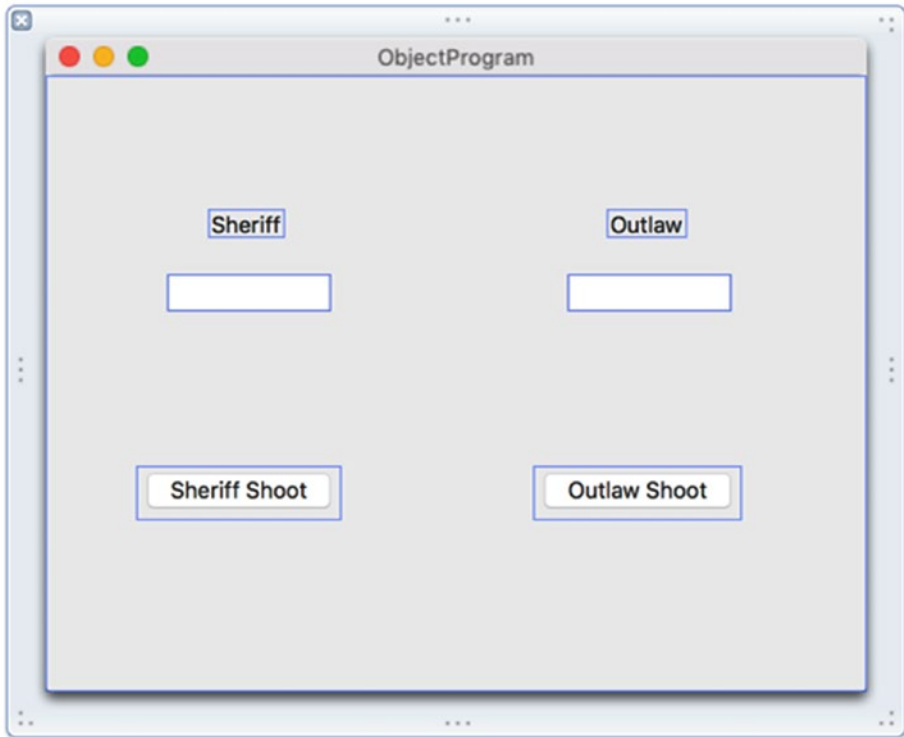 ObjectProgram
Sheriff
Outlaw
Sheriff Shoot
Outlaw Shoot